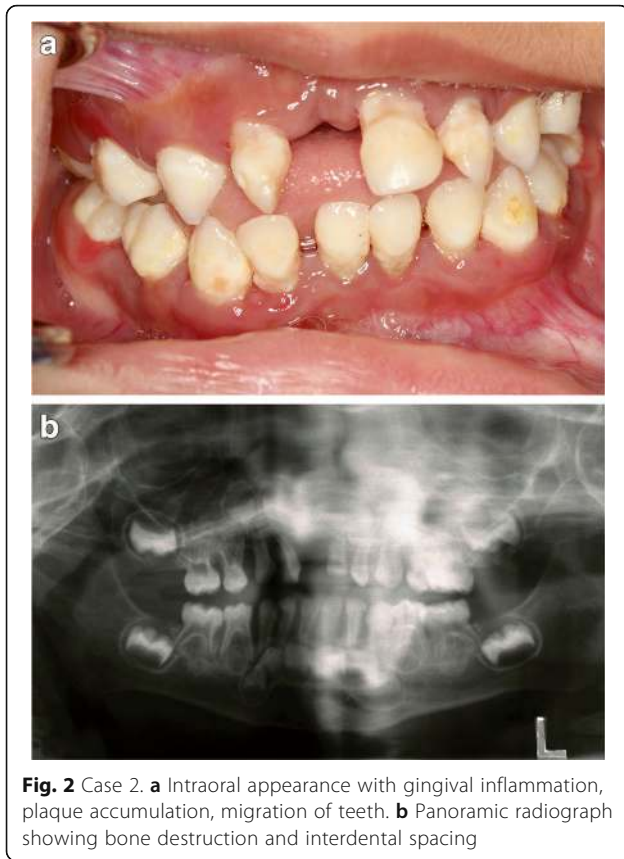 a
b
L
Fig. 2 Case 2. a Intraoral appearance with gingival inflammation,
plaque accumulation, migration of teeth. b Panoramic radiograph
showing bone destruction and interdental spacing